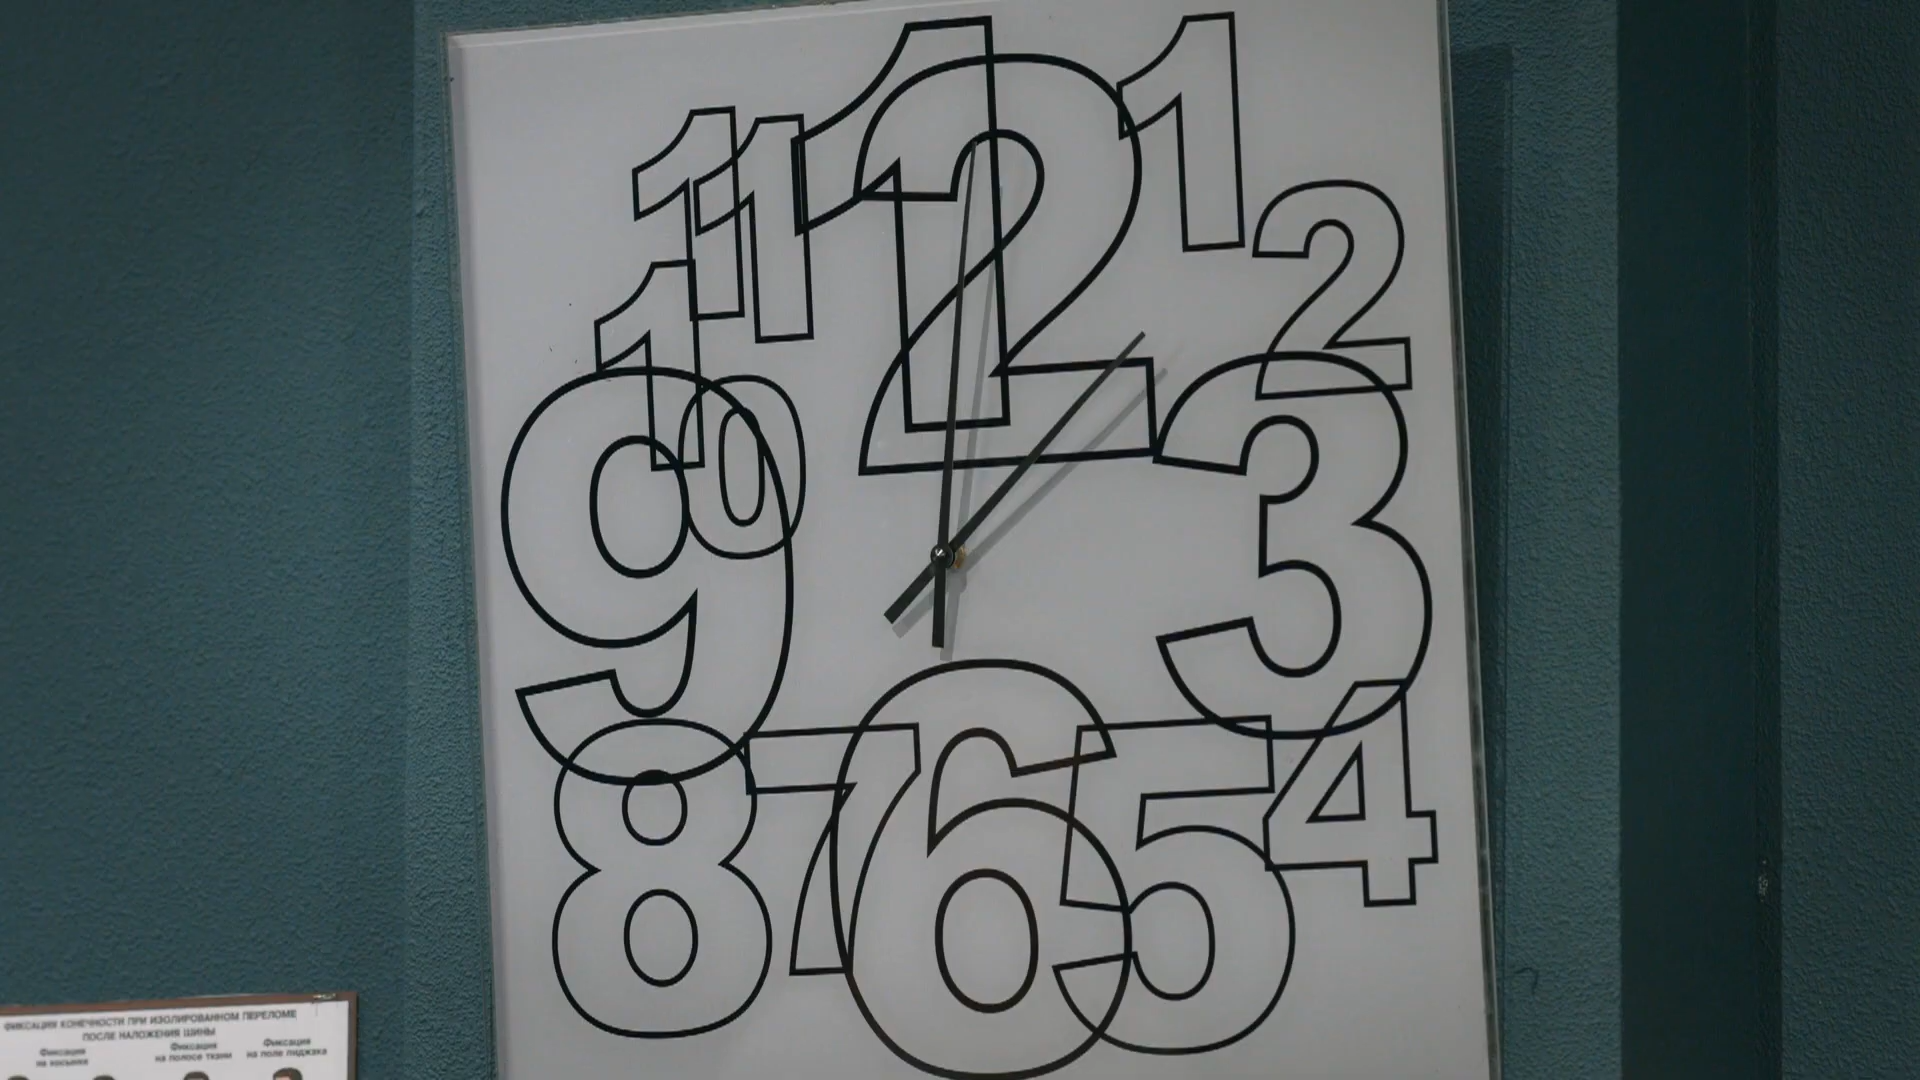 12
1
11
2
10
3
9
4
7
5
8
6
ФИКСАЦИЯ КОНЕЧНОСТИ ПРИ ИЗОЛИРОВАННОМ ПЕРЕЛОМЕ
ПОСЛЕ НАЛОЖЕНИЯ ШИНЫ
Фиксация
на косынке
Фиксация
на полосе ткани
Фиксация
на поле пиджака